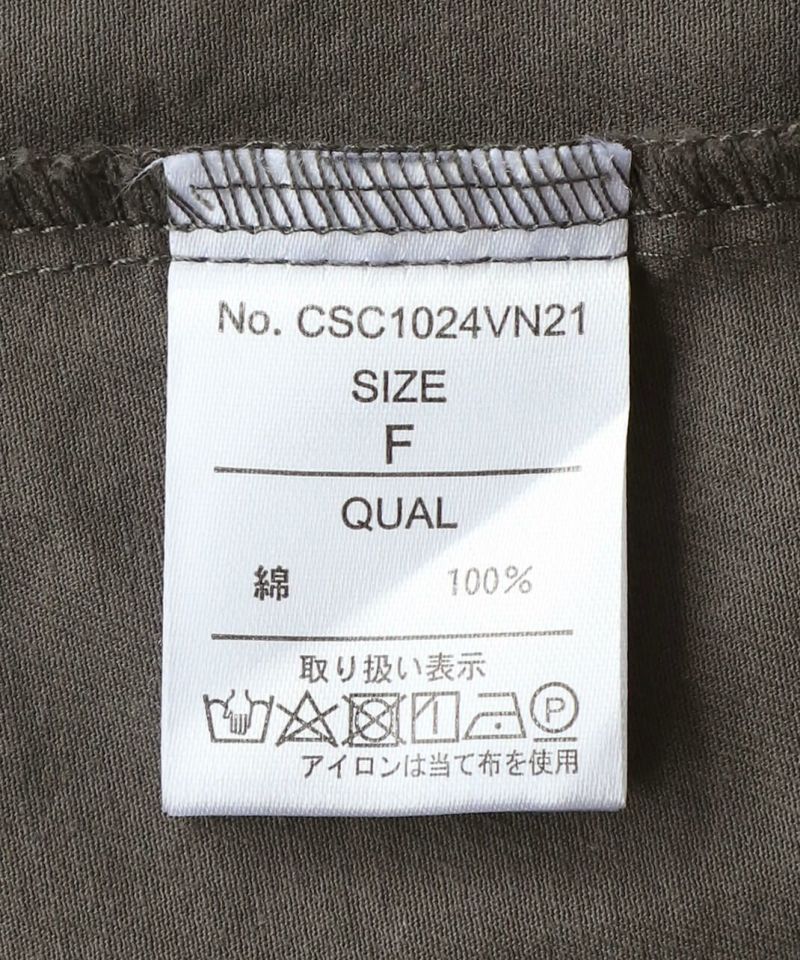 No. CSC1024VN21
SIZE
F
QUAL
綿 100%
取り扱い表示
P
アイロンは当て布を使用